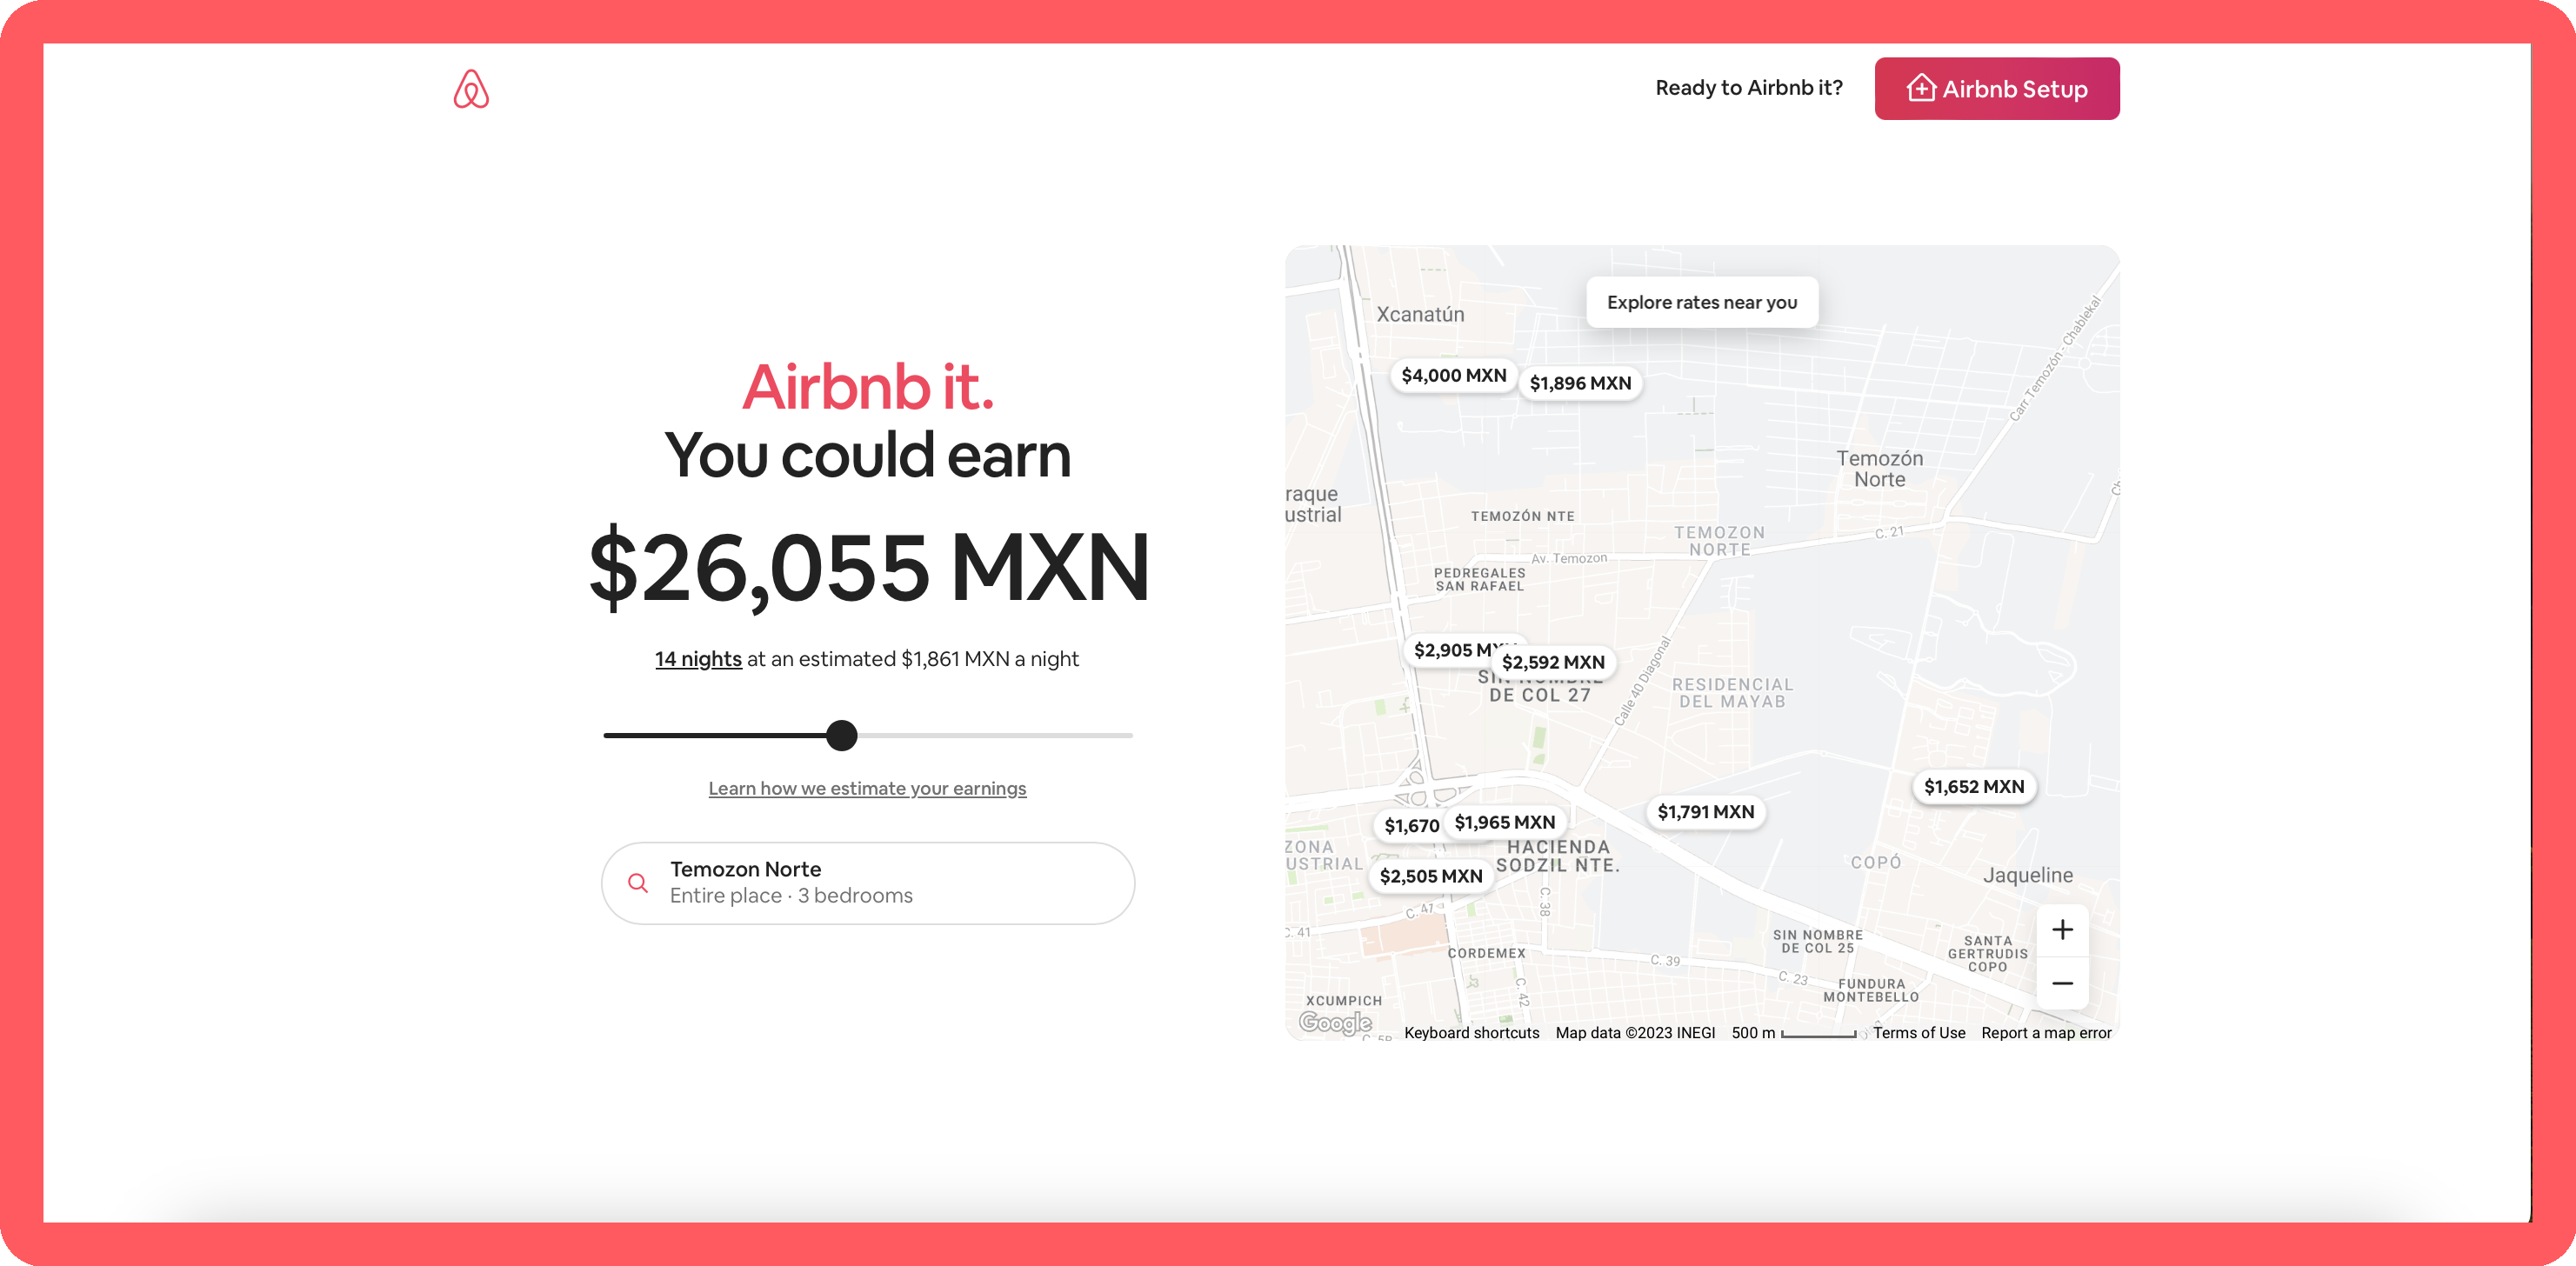 Ready to Airbnb it?
Airbnb Setup
Airbnb it.
You could earn
$26,055 MXN
14 nights at an estimated $1,861 MXN a night
Learn how we estimate your earnings
Temozon Norte
Entire place · 3 bedrooms
Explore rates near you
Xcanatún
$4,000 MXN
$1,896 MXN
Carr Temozón - Chablekal
Temozón
Norte
raque
ustrial
TEMOZÓN NTE
TEMOZON
NORTE
C. 21
Av. Temozon
PEDREGALES
SAN RAFAEL
$2,905
$2,592 MXN
SIN NOMBRE
DE COL 27
Calle 40 Diagonal
RESIDENCIAL
DEL MAYAB
$1,652 MXN
$1,791 MXN
$1,670
$1,965 MXN
ZONA
USTRIAL
HACIENDA
SODZIL NTE.
COPÓ
$2,505 MXN
Jaqueline
C. 38
C. 41
C. 41
SIN NOMBRE
DE COL 25
SANTA
GERTRUDIS
COPO
CORDEMEX
C. 39
C. 23
C. 42
FUNDURA
MONTEBELLO
XCUMPICH
Google
Keyboard shortcuts
Map data ©2023 INEGI
500 m
Terms of Use
Report a map error